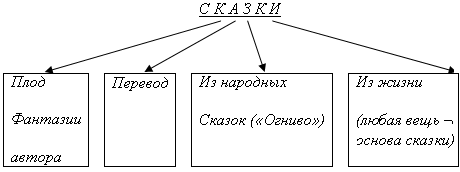 С К А З К И
Плод
Фантазии
автора
Перевод
Из народных
Сказок («Огниво»)
Из жизни
(любая вещь ¬
основа сказки)